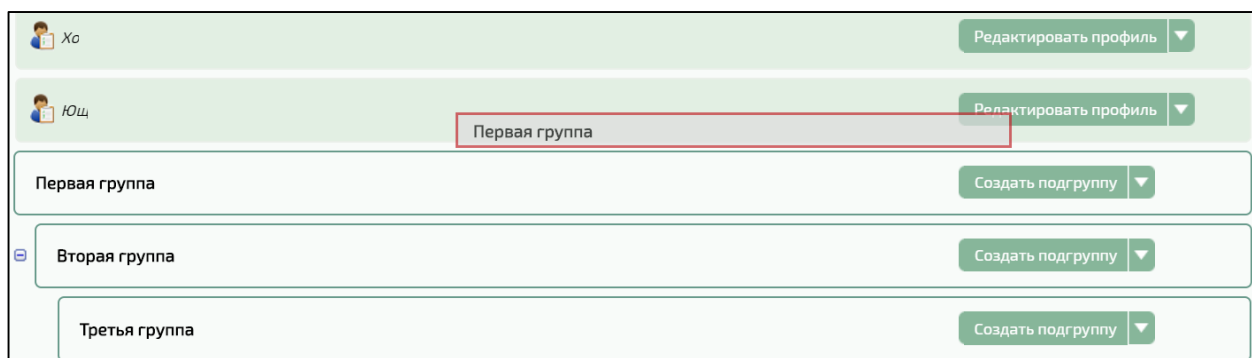 Хо Редактировать профиль
Ющ Редактировать профиль
Первая группа
Первая группа Создать подгруппу
Вторая группа Создать подгруппу
Третья группа Создать подгруппу